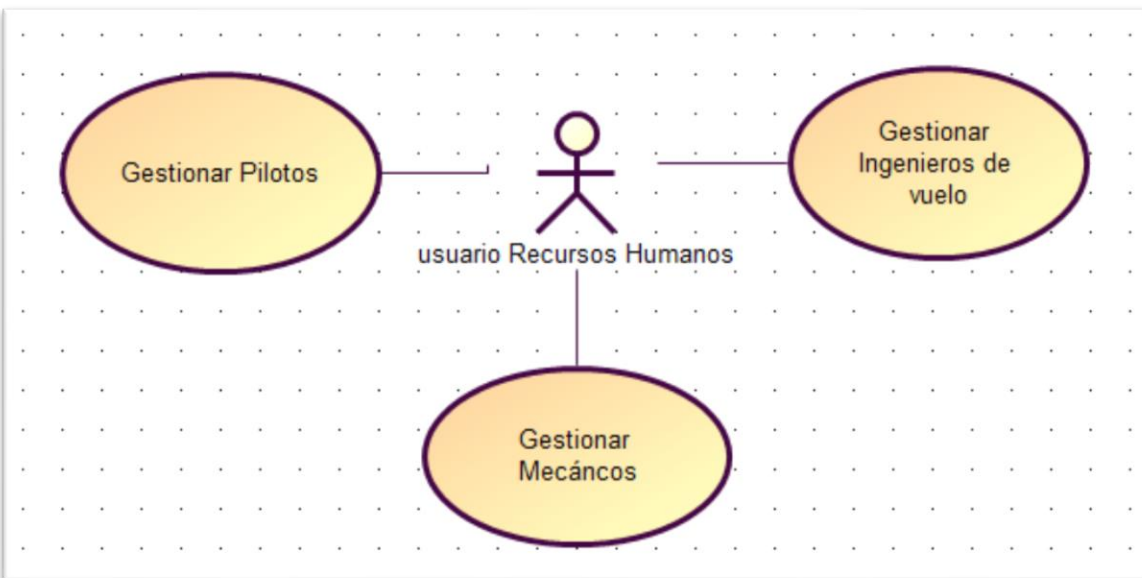 Gestionar Pilotos
usuario Recursos Humanos
Gestionar
Ingenieros de
vuelo
Gestionar
Mecáncos